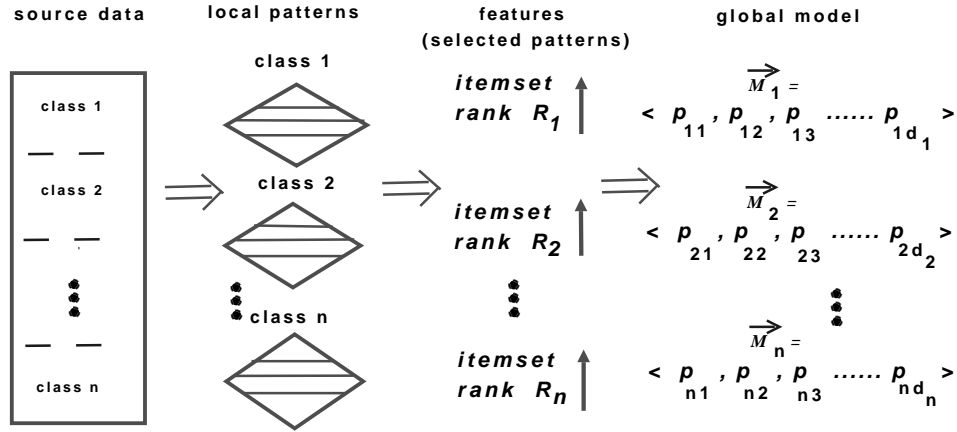 source data
local patterns
features
(selected patterns)
global model
class 1
class 2
class n
class 1
class 2
class n
itemset
rank R1
itemset
rank R2
itemset
rank Rn
M1 =
< p11 , p12 , p13 ...... p1d1 >
M2 =
< p21 , p22 , p23 ...... p2d2 >
Mn =
< pn1 , pn2 , pn3 ...... pndn >